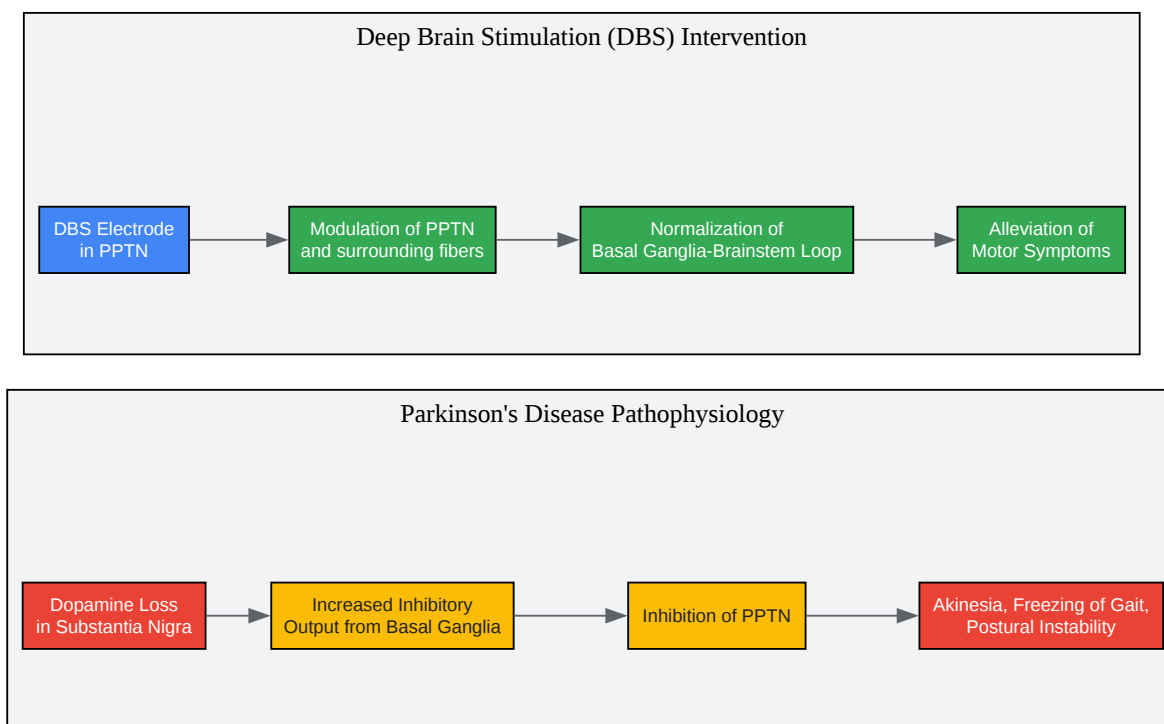 Deep Brain Stimulation (DBS) Intervention
DBS Electrode
in PPTN
Modulation of PPTN
and surrounding fibers
Normalization of
Basal Ganglia-Brainstem Loop
Alleviation of
Motor Symptoms
Parkinson's Disease Pathophysiology
Dopamine Loss
in Substantia Nigra
Increased Inhibitory
Output from Basal Ganglia
Inhibition of PPTN
Akinesia, Freezing of Gait,
Postural Instability